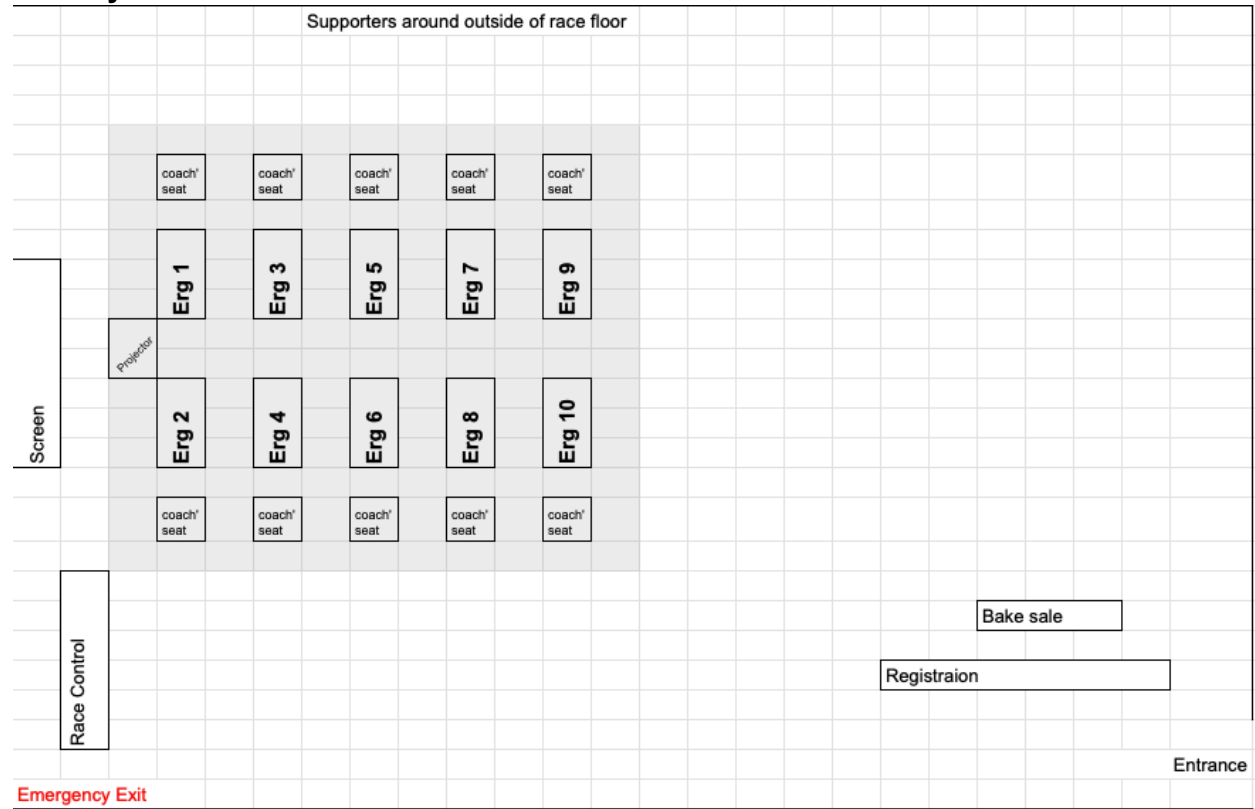 Supporters around outside of race floor
coach'
seat
coach'
seat
coach'
seat
coach'
seat
coach'
seat
Erg 1
Erg 3
Erg 5
Erg 7
Erg 9
Projector
Screen
Erg 2
Erg 4
Erg 6
Erg 8
Erg 10
coach'
seat
coach'
seat
coach'
seat
coach'
seat
coach'
seat
Race Control
Bake sale
Registraion
Entrance
Emergency Exit